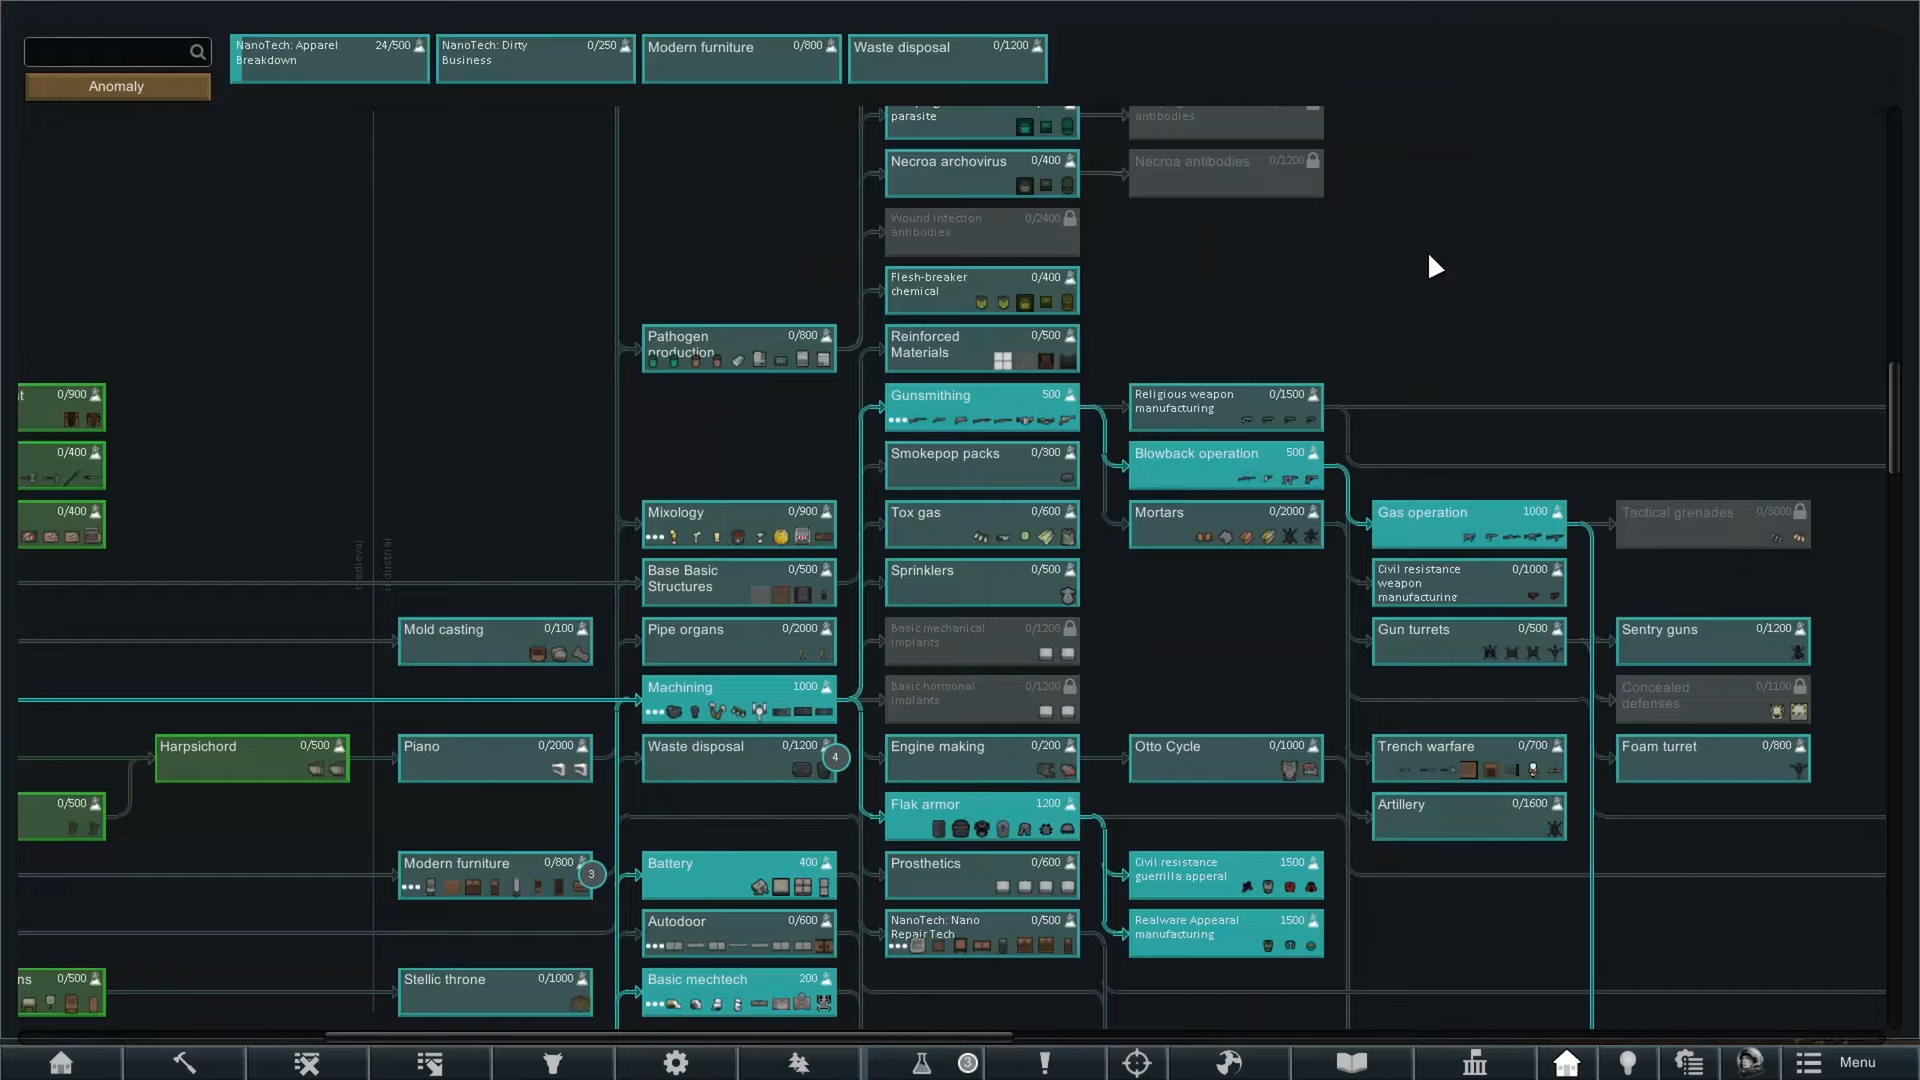 NanoTech: Apparel Breakdown 24/500
NanoTech: Dirty Business 0/250
Modern furniture 0/800
Waste disposal 0/1200
Anomaly
parasite
antibodies
Necroa archovirus 0/400
Necroa antibodies 0/1200
Wound infection antibodies 0/2400
Flesh-breaker chemical 0/400
Pathogen production 0/800
Reinforced Materials 0/500
0/900
Gunsmithing 500
Religious weapon manufacturing 0/1500
0/400
Smokepop packs 0/300
Blowback operation 500
0/400
Mixology 0/900
Tox gas 0/600
Mortars 0/2000
Gas operation 1000
Tactical grenades 0/3000
medieval
industrial
Base Basic Structures 0/500
Sprinklers 0/500
Civil resistance weapon manufacturing 0/1000
Mold casting 0/100
Pipe organs 0/2000
Basic mechanical implants 0/1200
Gun turrets 0/500
Sentry guns 0/1200
Machining 1000
Basic hormonal implants 0/1200
Concealed defenses 0/1100
Harpsichord 0/500
Piano 0/2000
Waste disposal 0/1200
4
Engine making 0/200
Otto Cycle 0/1000
Trench warfare 0/700
Foam turret 0/800
0/500
Flak armor 1200
Artillery 0/1600
Modern furniture 0/800
3
Battery 400
Prosthetics 0/600
Civil resistance guerrilla apperal 1500
Autodoor 0/600
NanoTech: Nano Repair Tech 0/500
Realware Appearal manufacturing 1500
ns 0/500
Stellic throne 0/1000
Basic mechtech 200
3
Menu